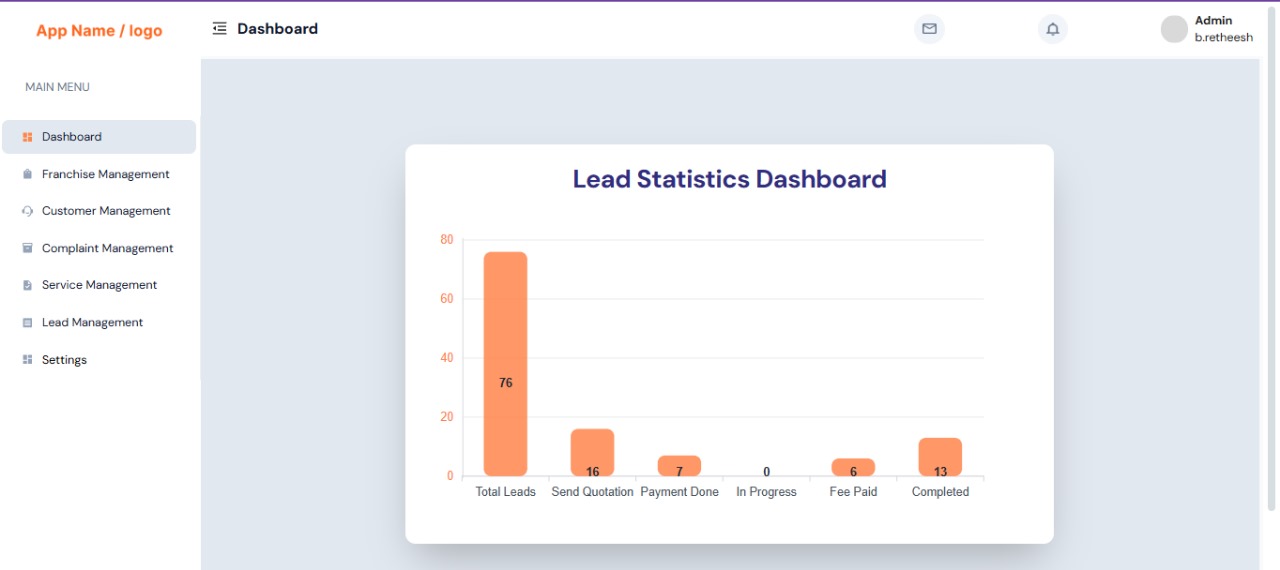 App Name / logo
Dashboard
Admin
b.retheesh
MAIN MENU
Dashboard
Franchise Management
Customer Management
Complaint Management
Service Management
Lead Management
Settings
Lead Statistics Dashboard
80
60
40
20
0
76
16
7
0
6
13
Total Leads
Send Quotation
Payment Done
In Progress
Fee Paid
Completed